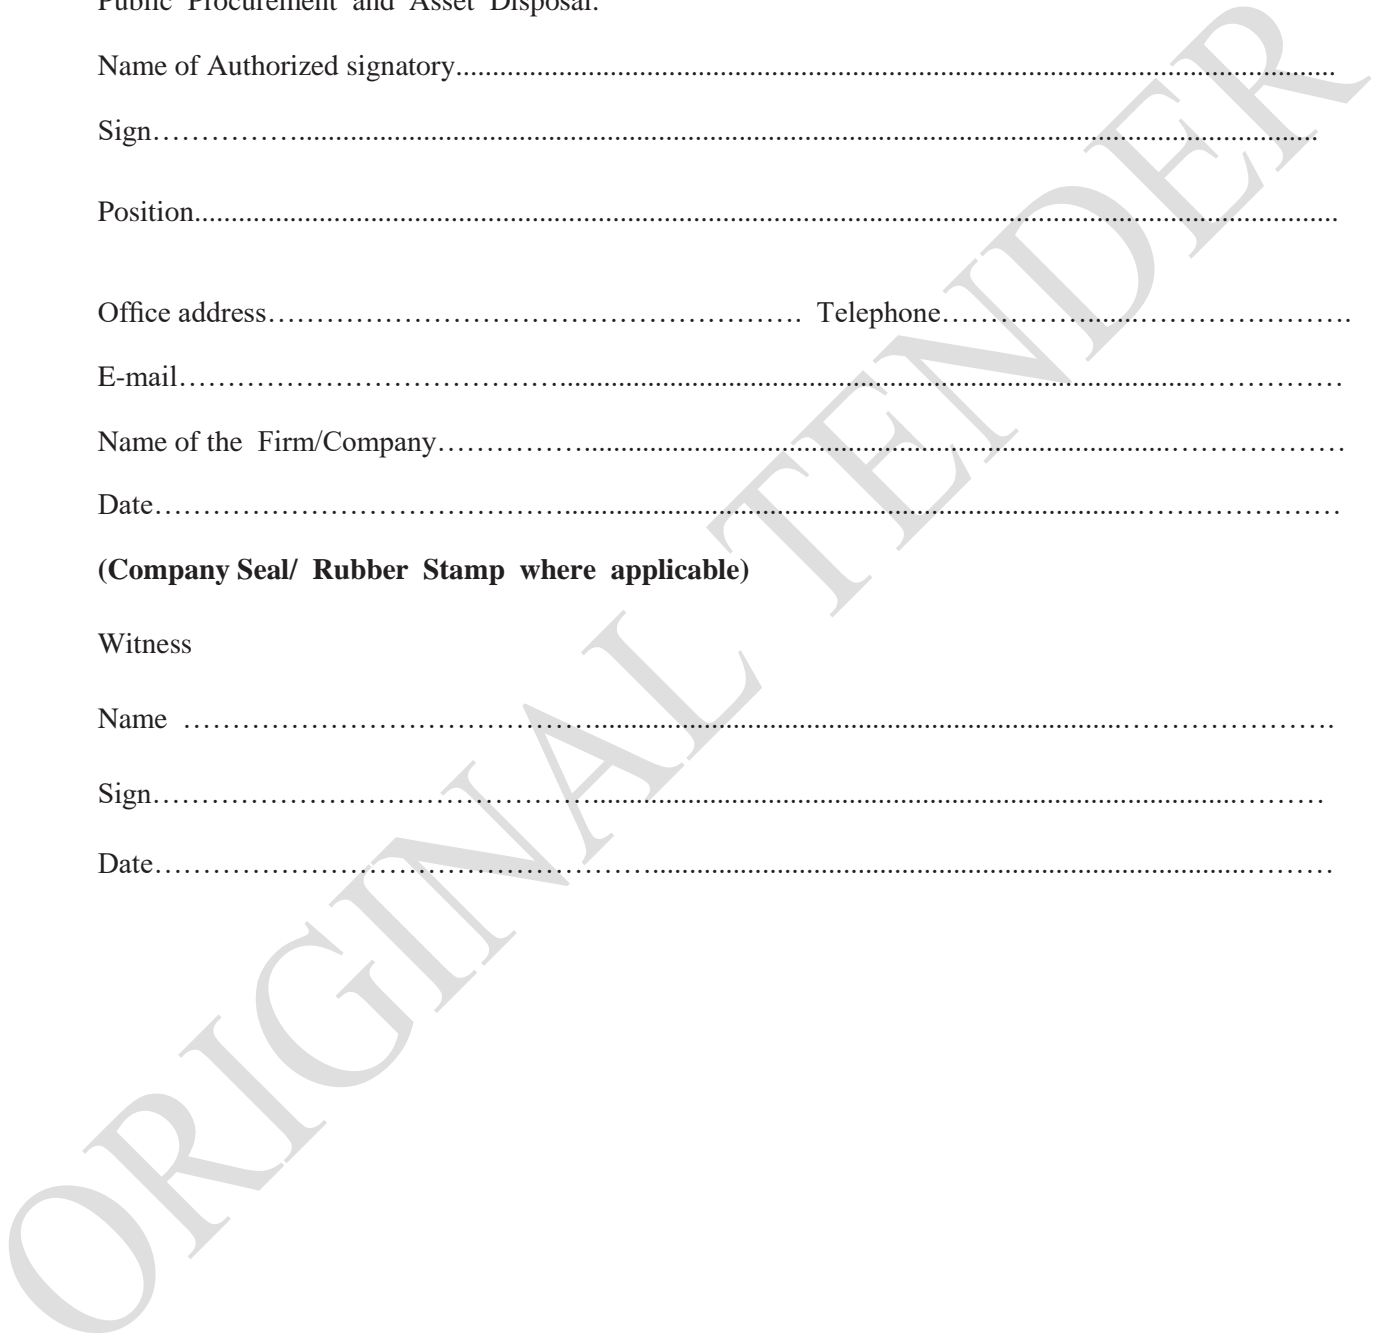 Public Procurement and Asset Disposal.
Name of Authorized signatory..........................................................................................................................
Sign……………...............................................................................................................................................
Position............................................................................................................................................................
Office address………………………………………………. Telephone…………….....………………….
E-mail…………………………………......................................................................................……………
Name of the Firm/Company……………................................................................................………………
Date……………………………………..............................................................................…………………
(Company Seal/ Rubber Stamp where applicable)
Witness
Name ……………………………………........................................................................…………………
Sign………………………………………........................................................................................………
Date……………………………………………..................................................................................………
ORIGINAL TENDER